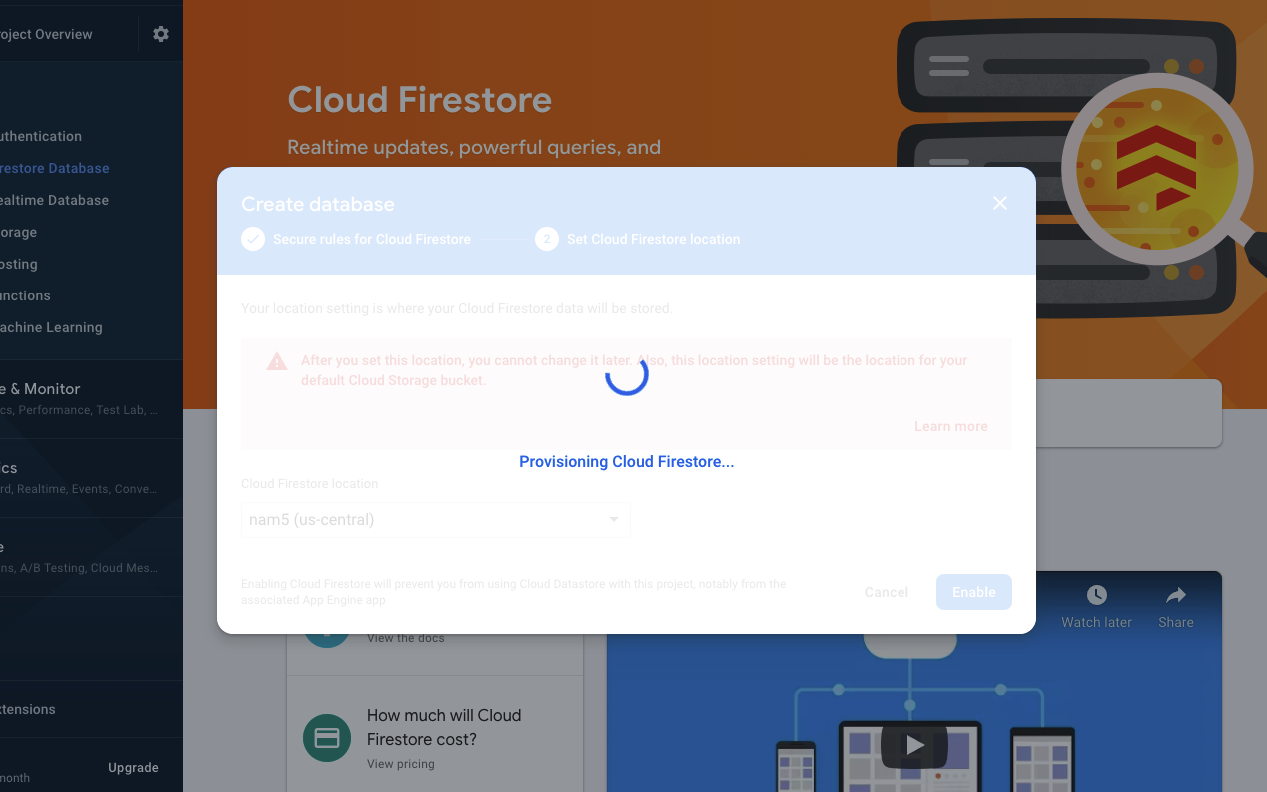 oject Overview
uthentication
restore Database
ealtime Database
orage
osting
unctions
achine Learning
e & Monitor
cs, Performance, Test Lab, ...
ics
rd, Realtime, Events, Conve...
e
ns, A/B Testing, Cloud Mes...
xtensions
month
Upgrade
Cloud Firestore
Realtime updates, powerful queries, and
Create database
Secure rules for Cloud Firestore
2 Set Cloud Firestore location
Your location setting is where your Cloud Firestore data will be stored.
After you set this location, you cannot change it later. Also, this location setting will be the location for your
default Cloud Storage bucket.
Learn more
Provisioning Cloud Firestore...
Cloud Firestore location
nam5 (us-central)
Enabling Cloud Firestore will prevent you from using Cloud Datastore with this project, notably from the
associated App Engine app
Cancel
Enable
View the docs
How much will Cloud
Firestore cost?
View pricing
Watch later
Share